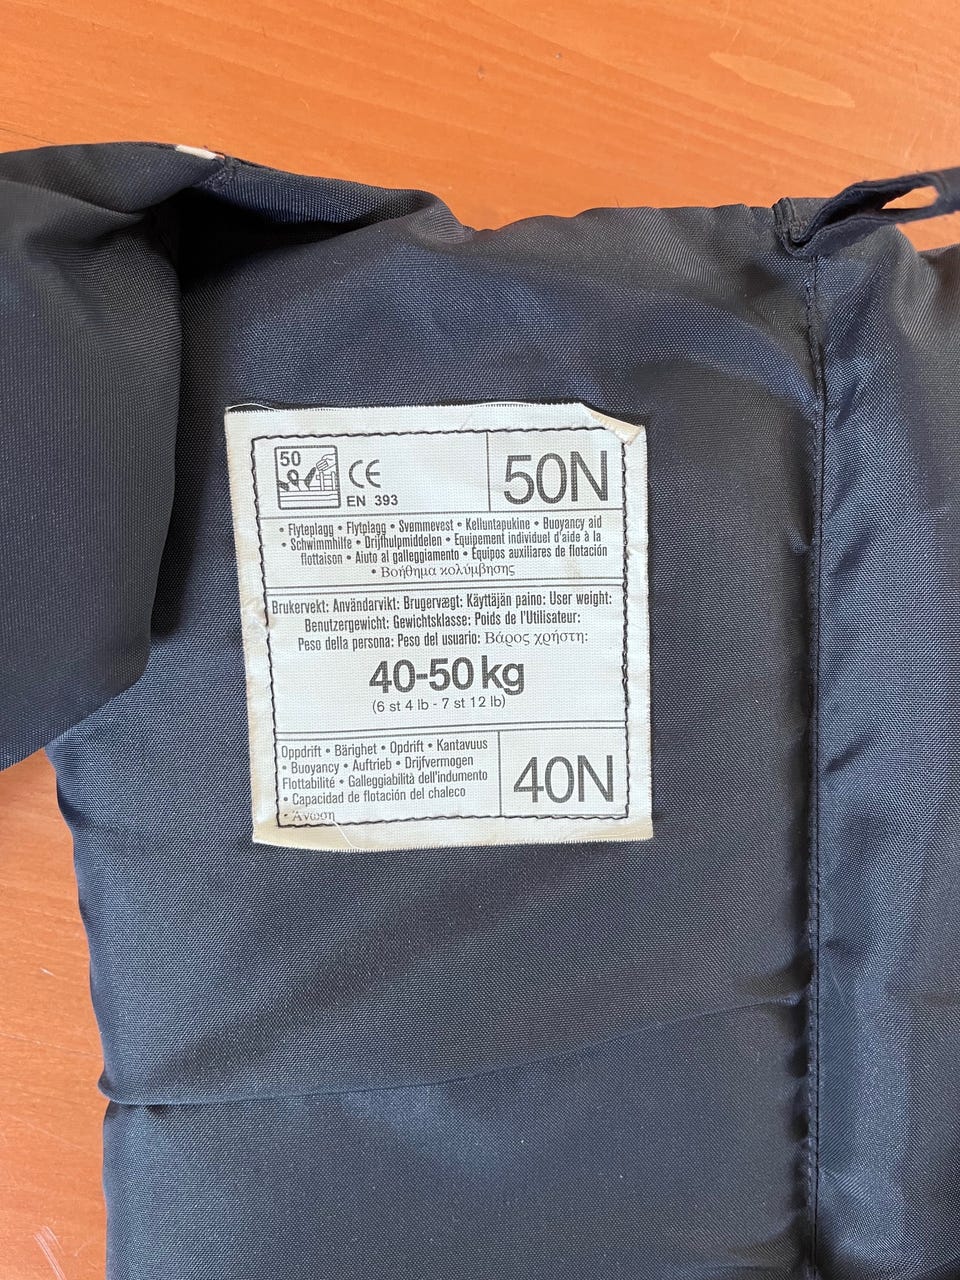 50
CE
EN 393
50N
• Flyteplagg • Flytplagg • Svømmevest • Kelluntapukine • Buoyancy aid
• Schwimmhilfe • Drijfhulpmiddelen • Equipement individuel d'aide à la
flottaison • Aiuto al galleggiamento • Equipos auxiliares de flotación
• Βοήθημα κολύμβησης
Brukervekt: Användarvikt: Brugervægt: Käyttäjän paino: User weight:
Benutzergewicht: Gewichtsklasse: Poids de l'Utilisateur:
Peso della persona: Peso del usuario: Βάρος χρήστη:
40-50 kg
(6 st 4 lb - 7 st 12 lb)
Oppdrift • Bärighet • Opdrift • Kantavuus
• Buoyancy • Auftrieb • Drijfvermogen
Flottabilité • Galleggiabilità dell'indumento
• Capacidad de flotación del chaleco
• Άνωση
40N